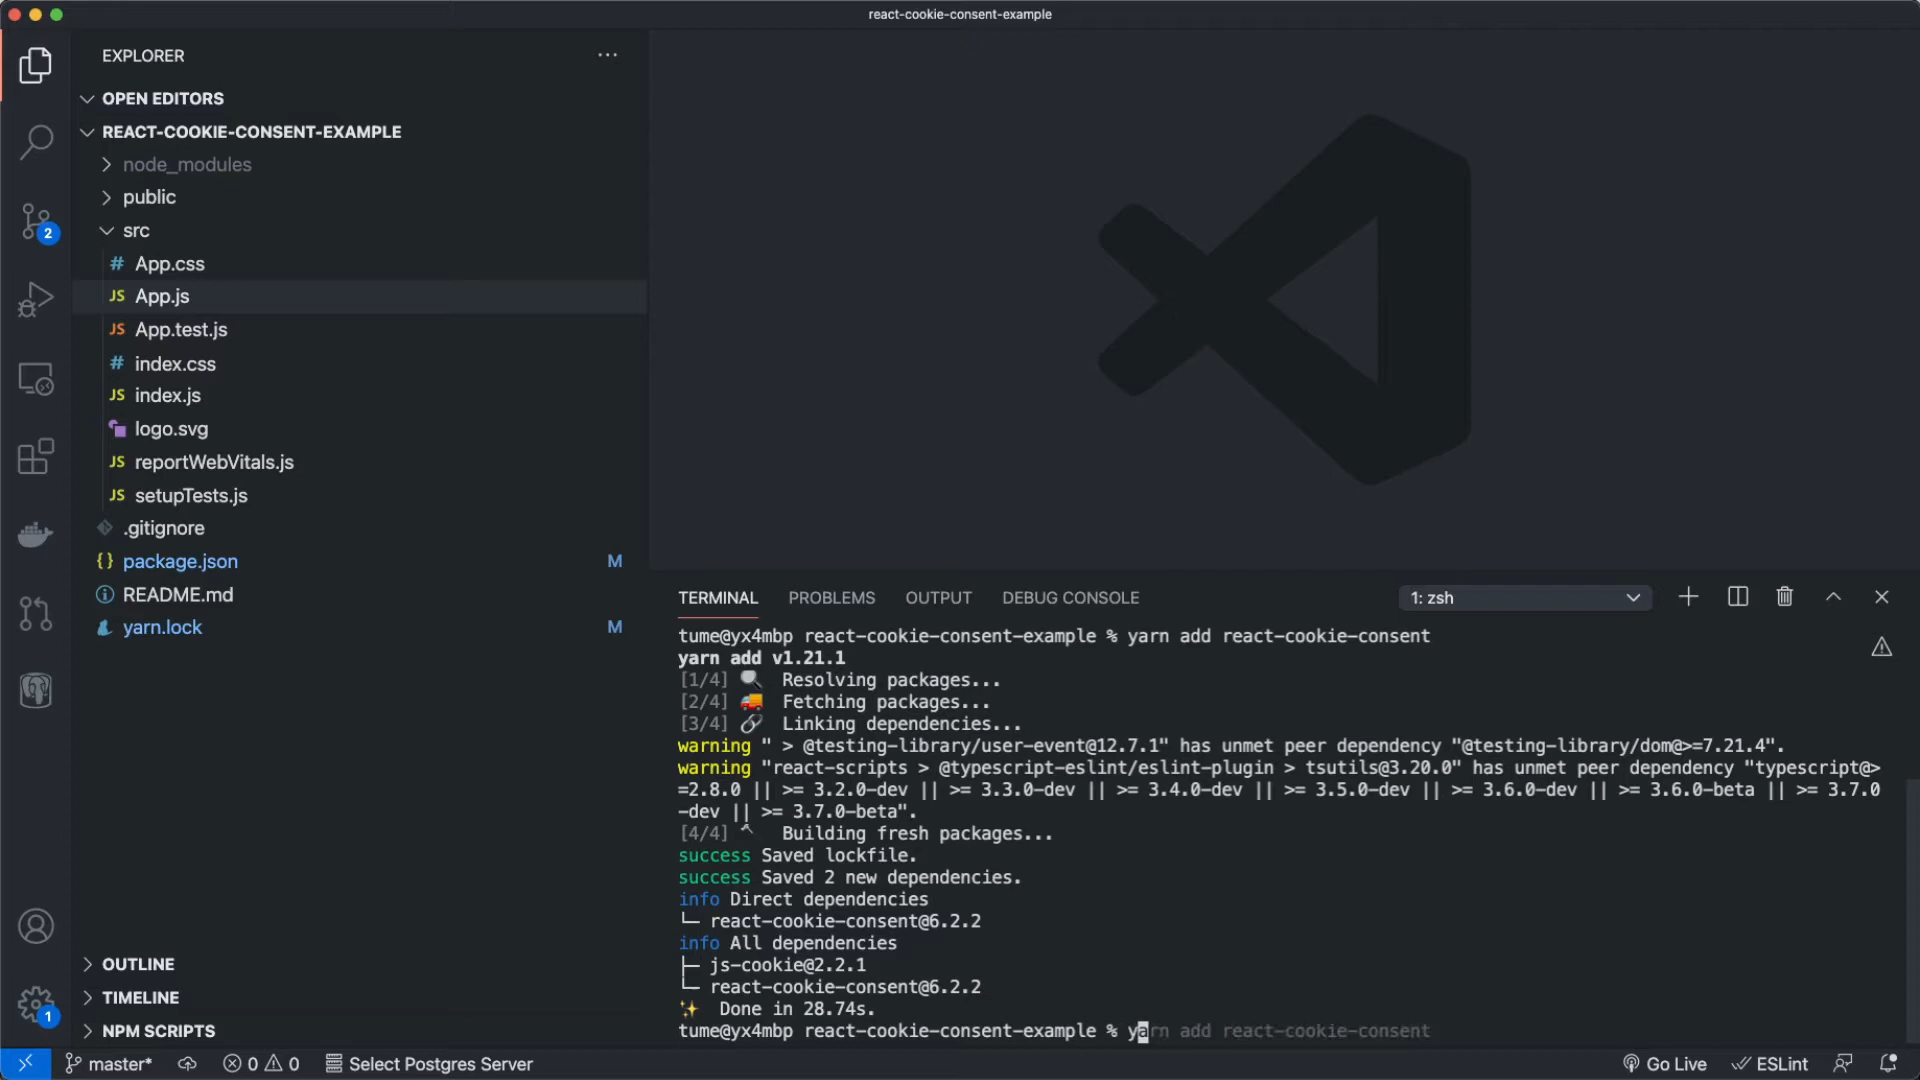 react-cookie-consent-example
EXPLORER
OPEN EDITORS
REACT-COOKIE-CONSENT-EXAMPLE
node_modules
public
src
# App.css
JS App.js
JS App.test.js
# index.css
JS index.js
logo.svg
JS reportWebVitals.js
JS setupTests.js
.gitignore
{} package.json M
README.md
yarn.lock M
OUTLINE
TIMELINE
NPM SCRIPTS
2
1
TERMINAL PROBLEMS OUTPUT DEBUG CONSOLE 1: zsh
tume@yx4mbp react-cookie-consent-example % yarn add react-cookie-consent
yarn add v1.21.1
[1/4] 🔍 Resolving packages...
[2/4] 🚚 Fetching packages...
[3/4] 🔗 Linking dependencies...
warning " > @testing-library/user-event@12.7.1" has unmet peer dependency "@testing-library/dom@>=7.21.4".
warning "react-scripts > @typescript-eslint/eslint-plugin > tsutils@3.20.0" has unmet peer dependency "typescript@>
=2.8.0 || >= 3.2.0-dev || >= 3.3.0-dev || >= 3.4.0-dev || >= 3.5.0-dev || >= 3.6.0-dev || >= 3.6.0-beta || >= 3.7.0
-dev || >= 3.7.0-beta".
[4/4] 🔨 Building fresh packages...
success Saved lockfile.
success Saved 2 new dependencies.
info Direct dependencies
└─ react-cookie-consent@6.2.2
info All dependencies
├─ js-cookie@2.2.1
└─ react-cookie-consent@6.2.2
✨ Done in 28.74s.
tume@yx4mbp react-cookie-consent-example % yarn add react-cookie-consent
master* 0 0 Select Postgres Server Go Live ESLint